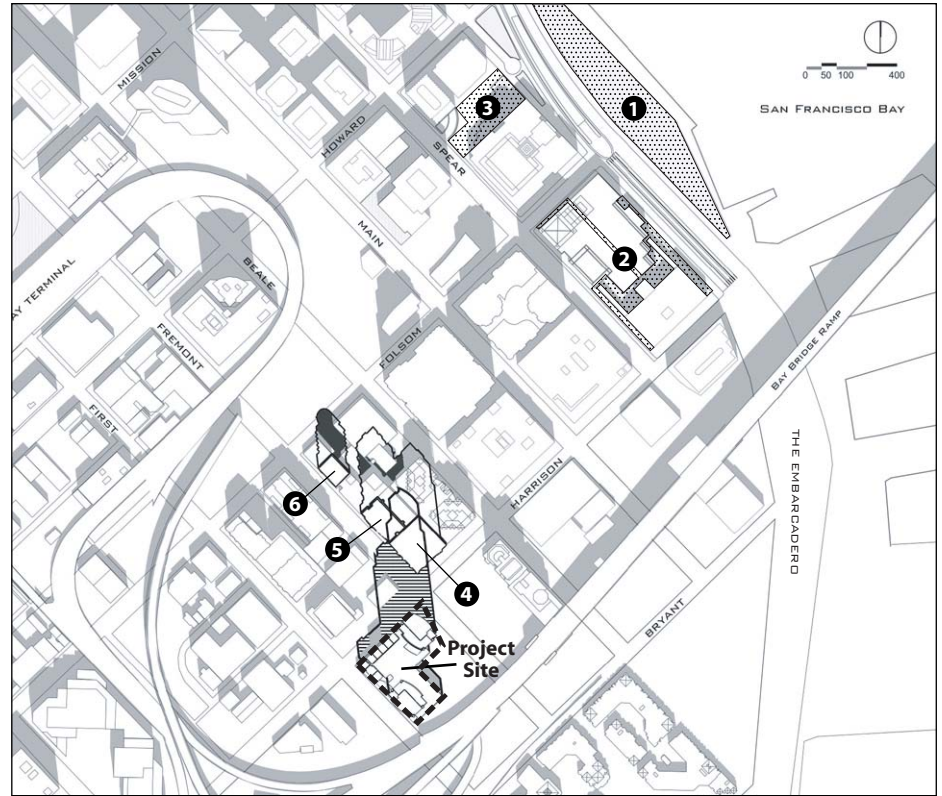 MISSION
HOWARD
SPEAR
MAIN
BEALE
FREMONT
FIRST
AY TERMINAL
FOLSOM
HARRISON
BRYANT
BAY BRIDGE RAMP
THE EMBARCADERO
SAN FRANCISCO BAY
0 50 100 400
1
2
3
4
5
6
Project
Site